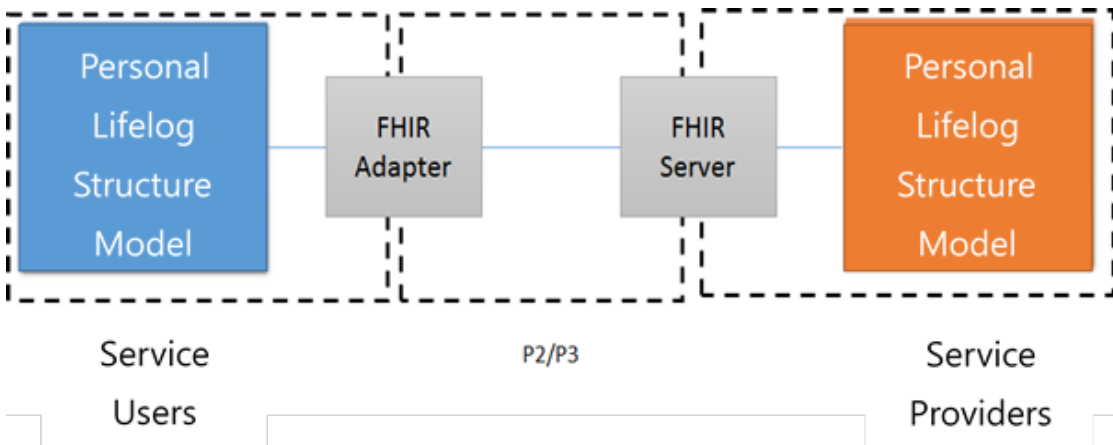 Personal
Lifelog
Structure
Model
FHIR
Adapter
FHIR
Server
Personal
Lifelog
Structure
Model
Service
Users
P2/P3
Service
Providers